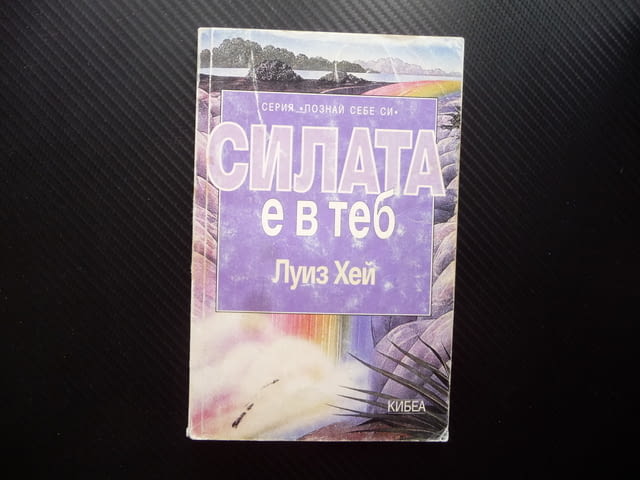 СЕРИЯ «ПОЗНАЙ СЕБЕ СИ»
СИЛАТА
е в теб
Луиз Хей
КИБЕА